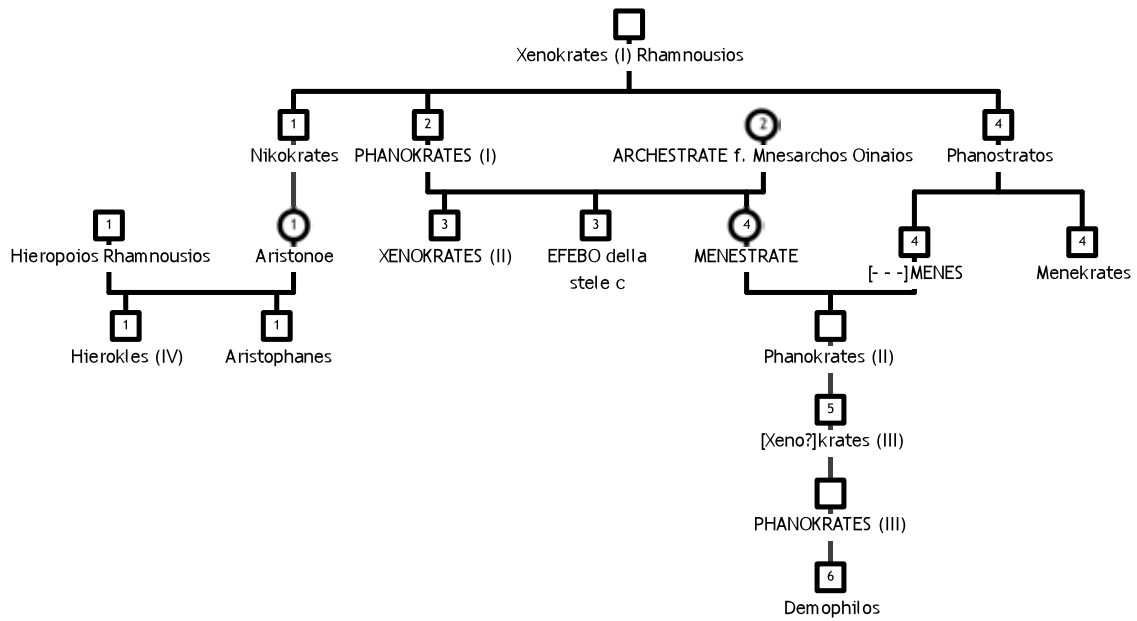 Xenokrates (I) Rhamnousios
1 2 2 4
Nikokrates PHANOKRATES (I) ARCHESTRATE f. Mnesarchos Oinaios Phanostratos
1 1 3 3 4 4 4
Hieropoios Rhamnousios Aristonoe XENOKRATES (II) EFEBO della MENESTRATE [- - -]MENES Menekrates
stele c
1 1
Hierokles (IV) Aristophanes Phanokrates (II)
5
[Xeno?]krates (III)
PHANOKRATES (III)
6
Demophilos